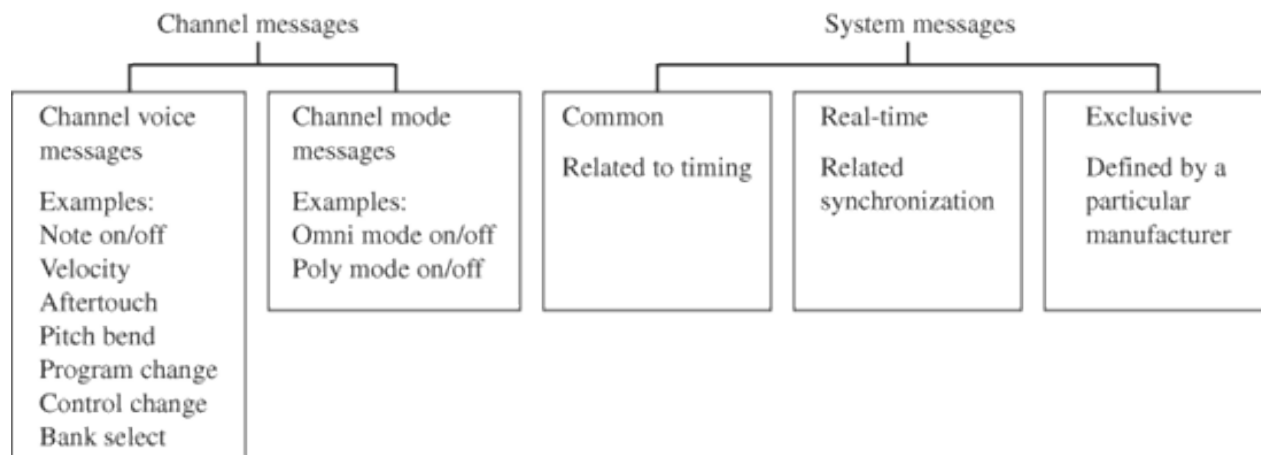 Channel messages
System messages
Channel voice
messages
Examples:
Note on/off
Velocity
Aftertouch
Pitch bend
Program change
Control change
Bank select
Channel mode
messages
Examples:
Omni mode on/off
Poly mode on/off
Common
Related to timing
Real-time
Related
synchronization
Exclusive
Defined by a
particular
manufacturer